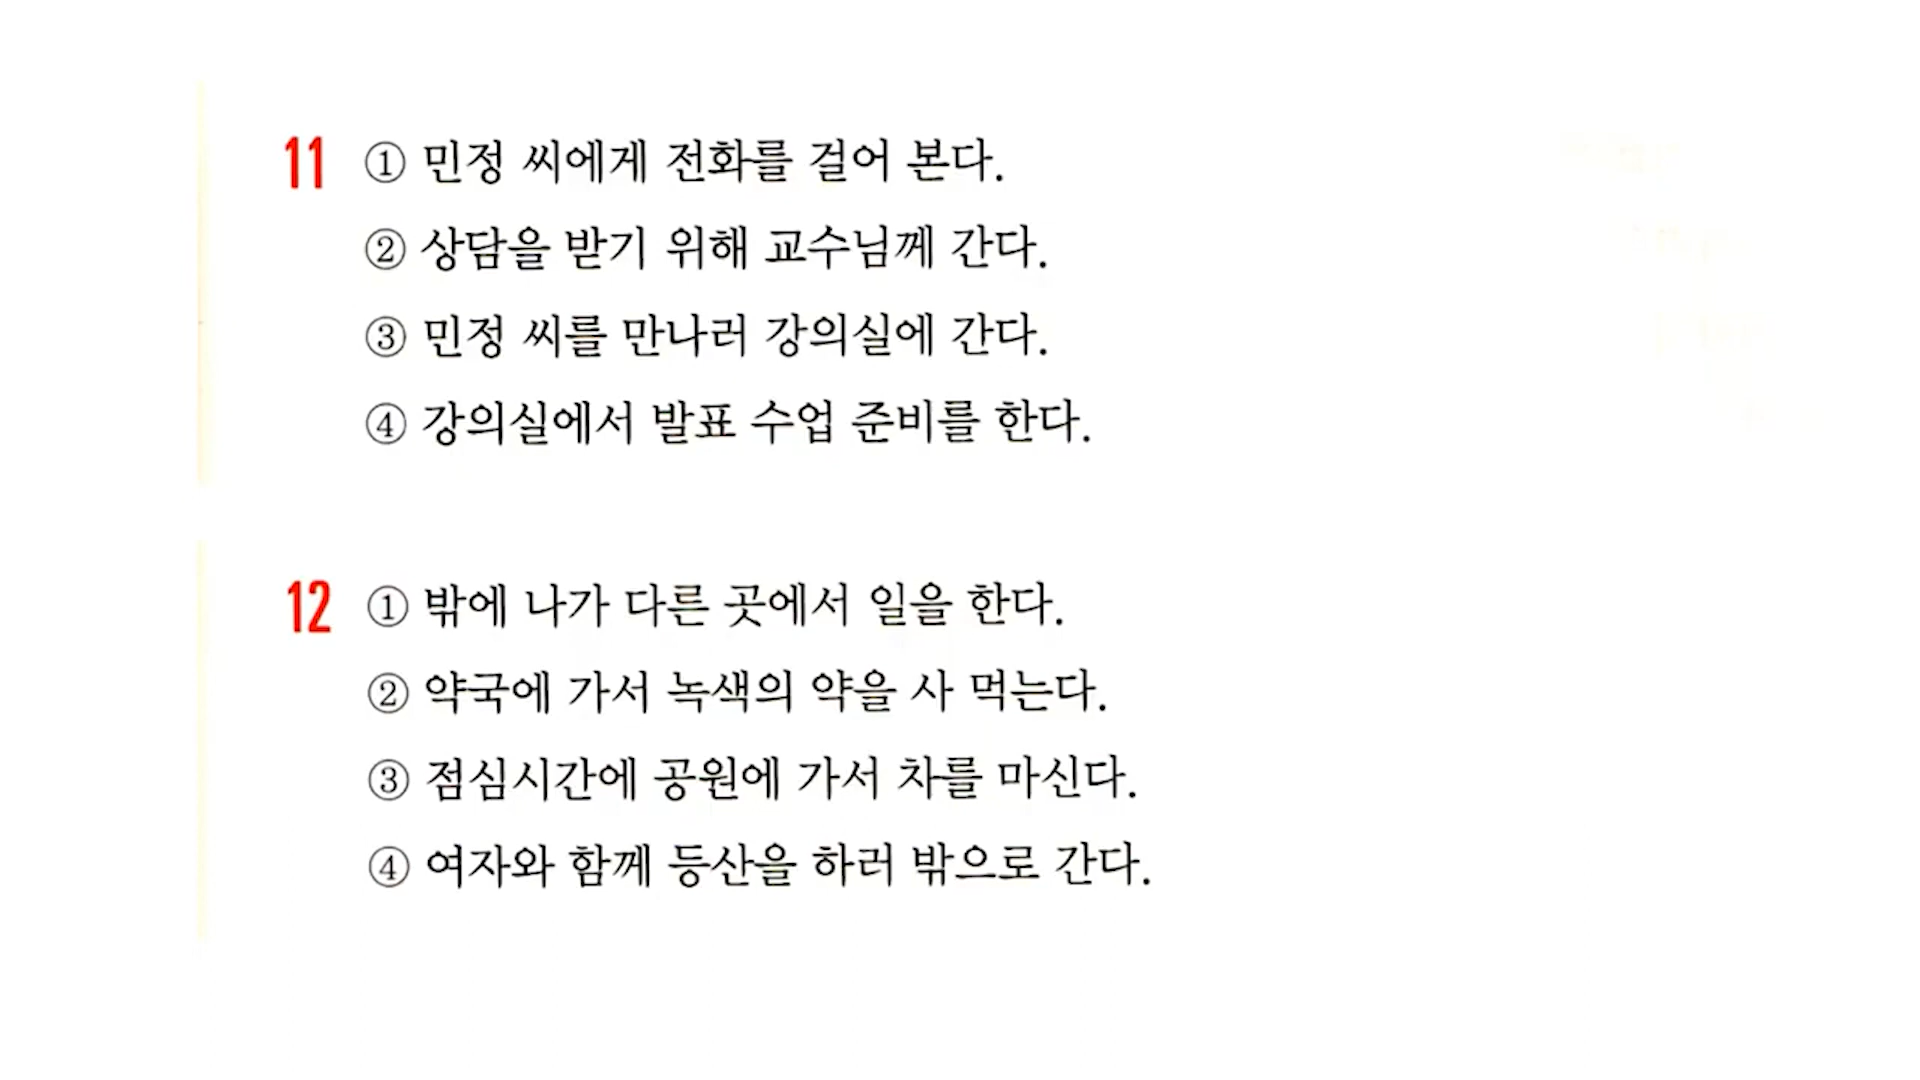 11 ① 민정 씨에게 전화를 걸어 본다.
② 상담을 받기 위해 교수님께 간다.
③ 민정 씨를 만나러 강의실에 간다.
④ 강의실에서 발표 수업 준비를 한다.
12 ① 밖에 나가 다른 곳에서 일을 한다.
② 약국에 가서 녹색의 약을 사 먹는다.
③ 점심시간에 공원에 가서 차를 마신다.
④ 여자와 함께 등산을 하러 밖으로 간다.